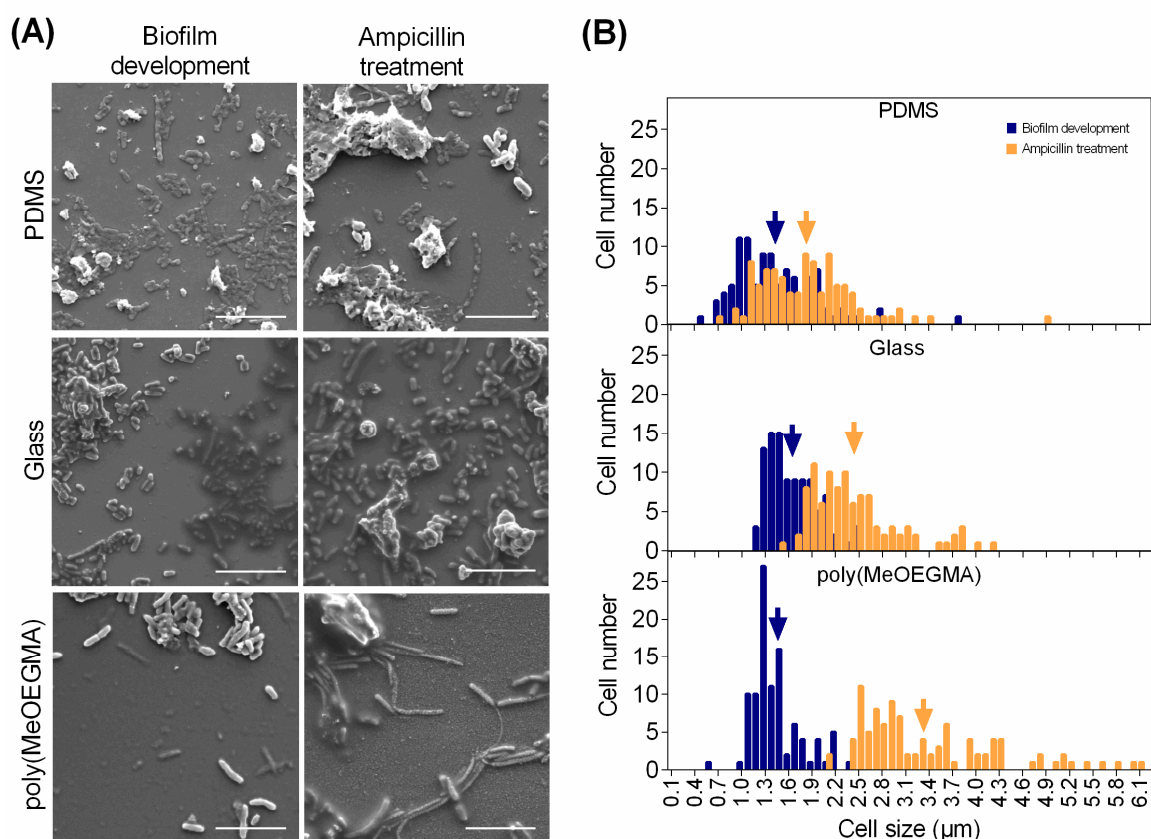 (A)
Biofilm
development
Ampicillin
treatment
PDMS
Glass
poly(MeOEGMA)
(B)
PDMS
Biofilm development
Ampicillin treatment
Cell number
25
20
15
10
5
0
Glass
Cell number
25
20
15
10
5
0
poly(MeOEGMA)
Cell number
25
20
15
10
5
0
0.1 0.4 0.7 1.0 1.3 1.6 1.9 2.2 2.5 2.8 3.1 3.4 3.7 4.0 4.3 4.6 4.9 5.2 5.5 5.8 6.1
Cell size (µm)